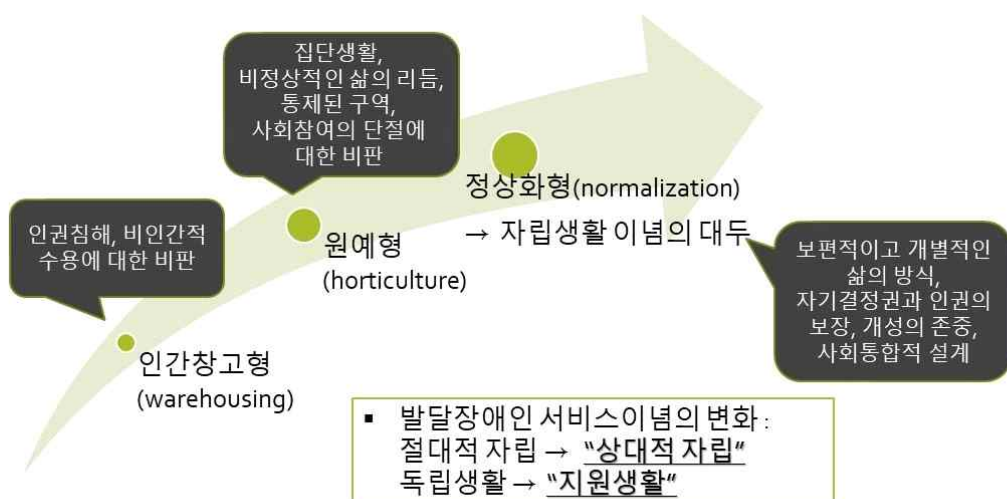 집단생활,
비정상적인 삶의 리듬,
통제된 구역,
사회참여의 단절에
대한 비판
정상화형(normalization)
→ 자립생활 이념의 대두
인권침해, 비인간적
수용에 대한 비판
원예형
(horticulture)
보편적이고 개별적인
삶의 방식,
자기결정권과 인권의
보장, 개성의 존중,
사회통합적 설계
인간창고형
(warehousing)
▪ 발달장애인 서비스이념의 변화 :
절대적 자립 → "상대적 자립"
독립생활 → "지원생활"